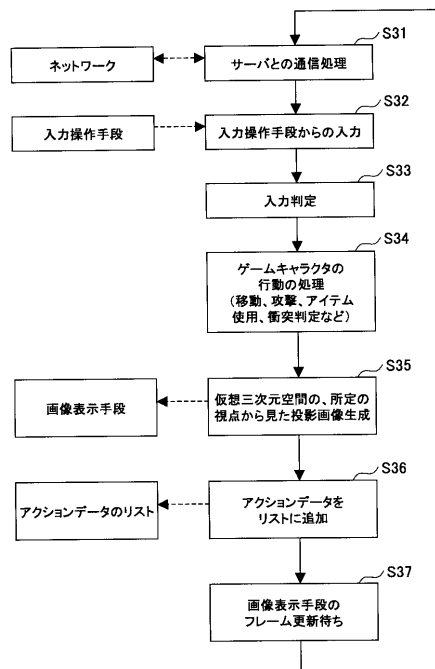 S31
ネットワーク
サーバとの通信処理
S32
入力操作手段
入力操作手段からの入力
S33
入力判定
S34
ゲームキャラクタの
行動の処理
(移動、攻撃、アイテム
使用、衝突判定など)
S35
画像表示手段
仮想三次元空間の、所定の
視点から見た投影画像生成
S36
アクションデータのリスト
アクションデータを
リストに追加
S37
画像表示手段の
フレーム更新待ち